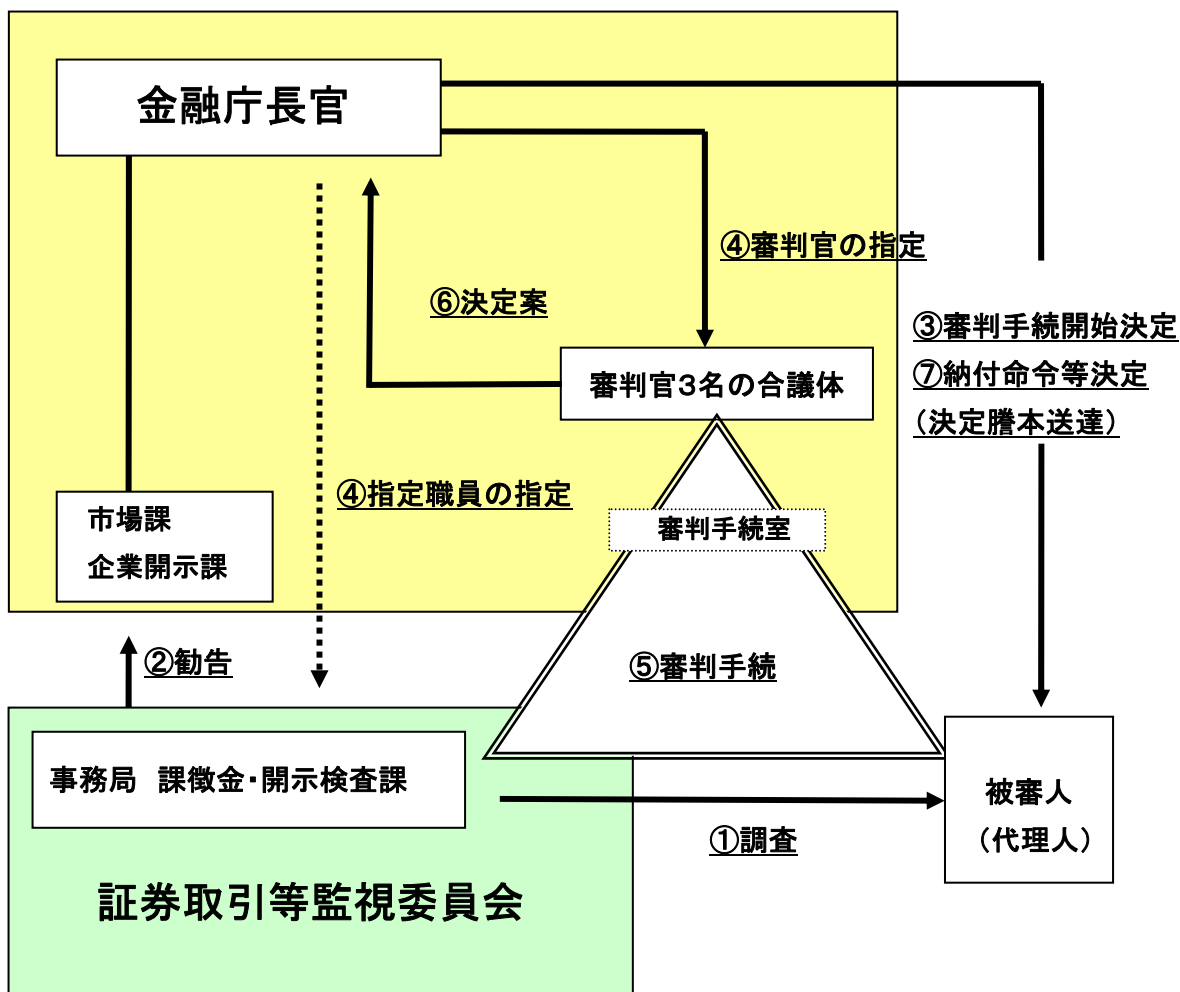 金融庁長官
④審判官の指定
⑥決定案
③審判手続開始決定
⑦納付命令等決定
（決定謄本送達）
審判官３名の合議体
④指定職員の指定
市場課
企業開示課
審判手続室
②勧告
⑤審判手続
事務局　課徴金・開示検査課
被審人
（代理人）
①調査
証券取引等監視委員会